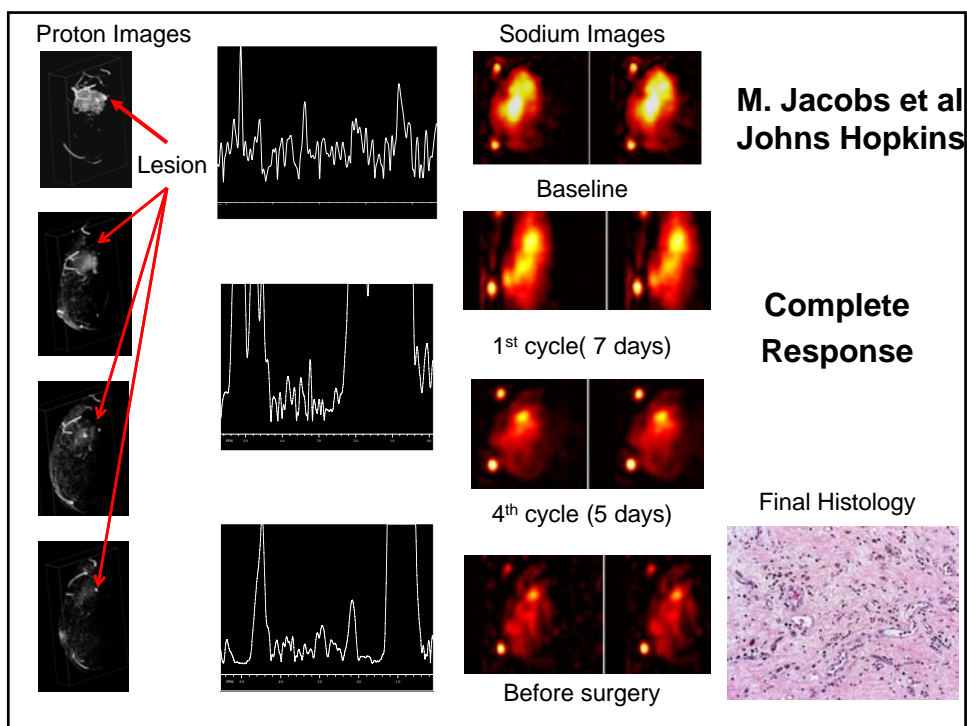 Proton Images
Sodium Images
M. Jacobs et al
Johns Hopkins
Lesion
Baseline
1st cycle( 7 days)
Complete
Response
4th cycle (5 days)
Final Histology
Before surgery